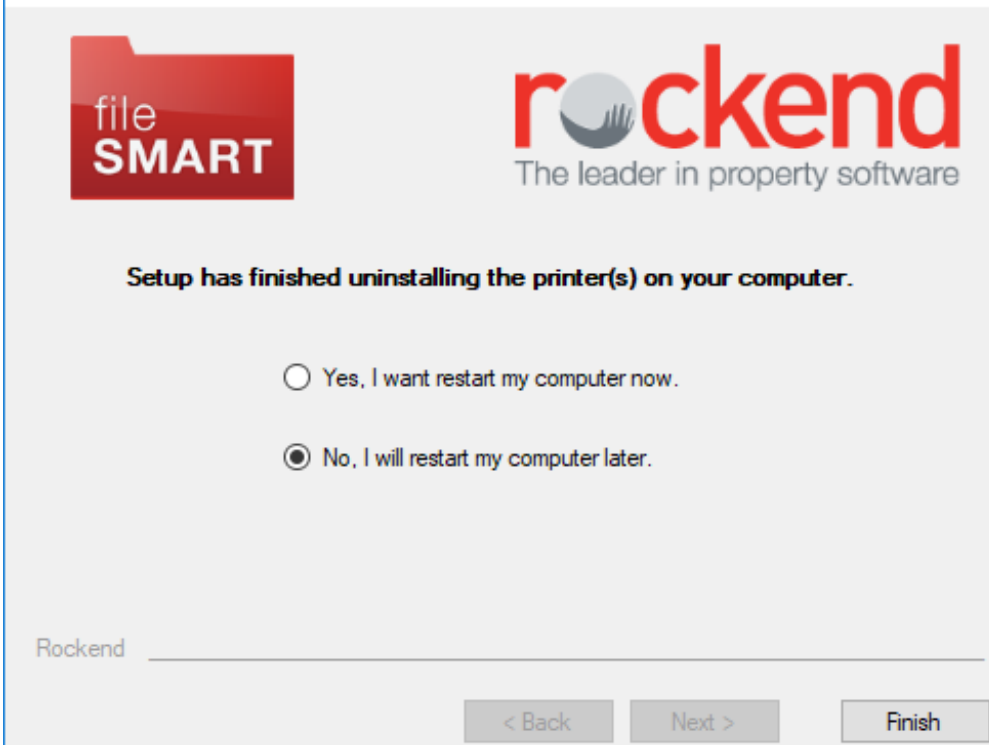 file
SMART
rockend
The leader in property software
Setup has finished uninstalling the printer(s) on your computer.
Yes, I want restart my computer now.
No, I will restart my computer later.
Rockend
< Back Next > Finish